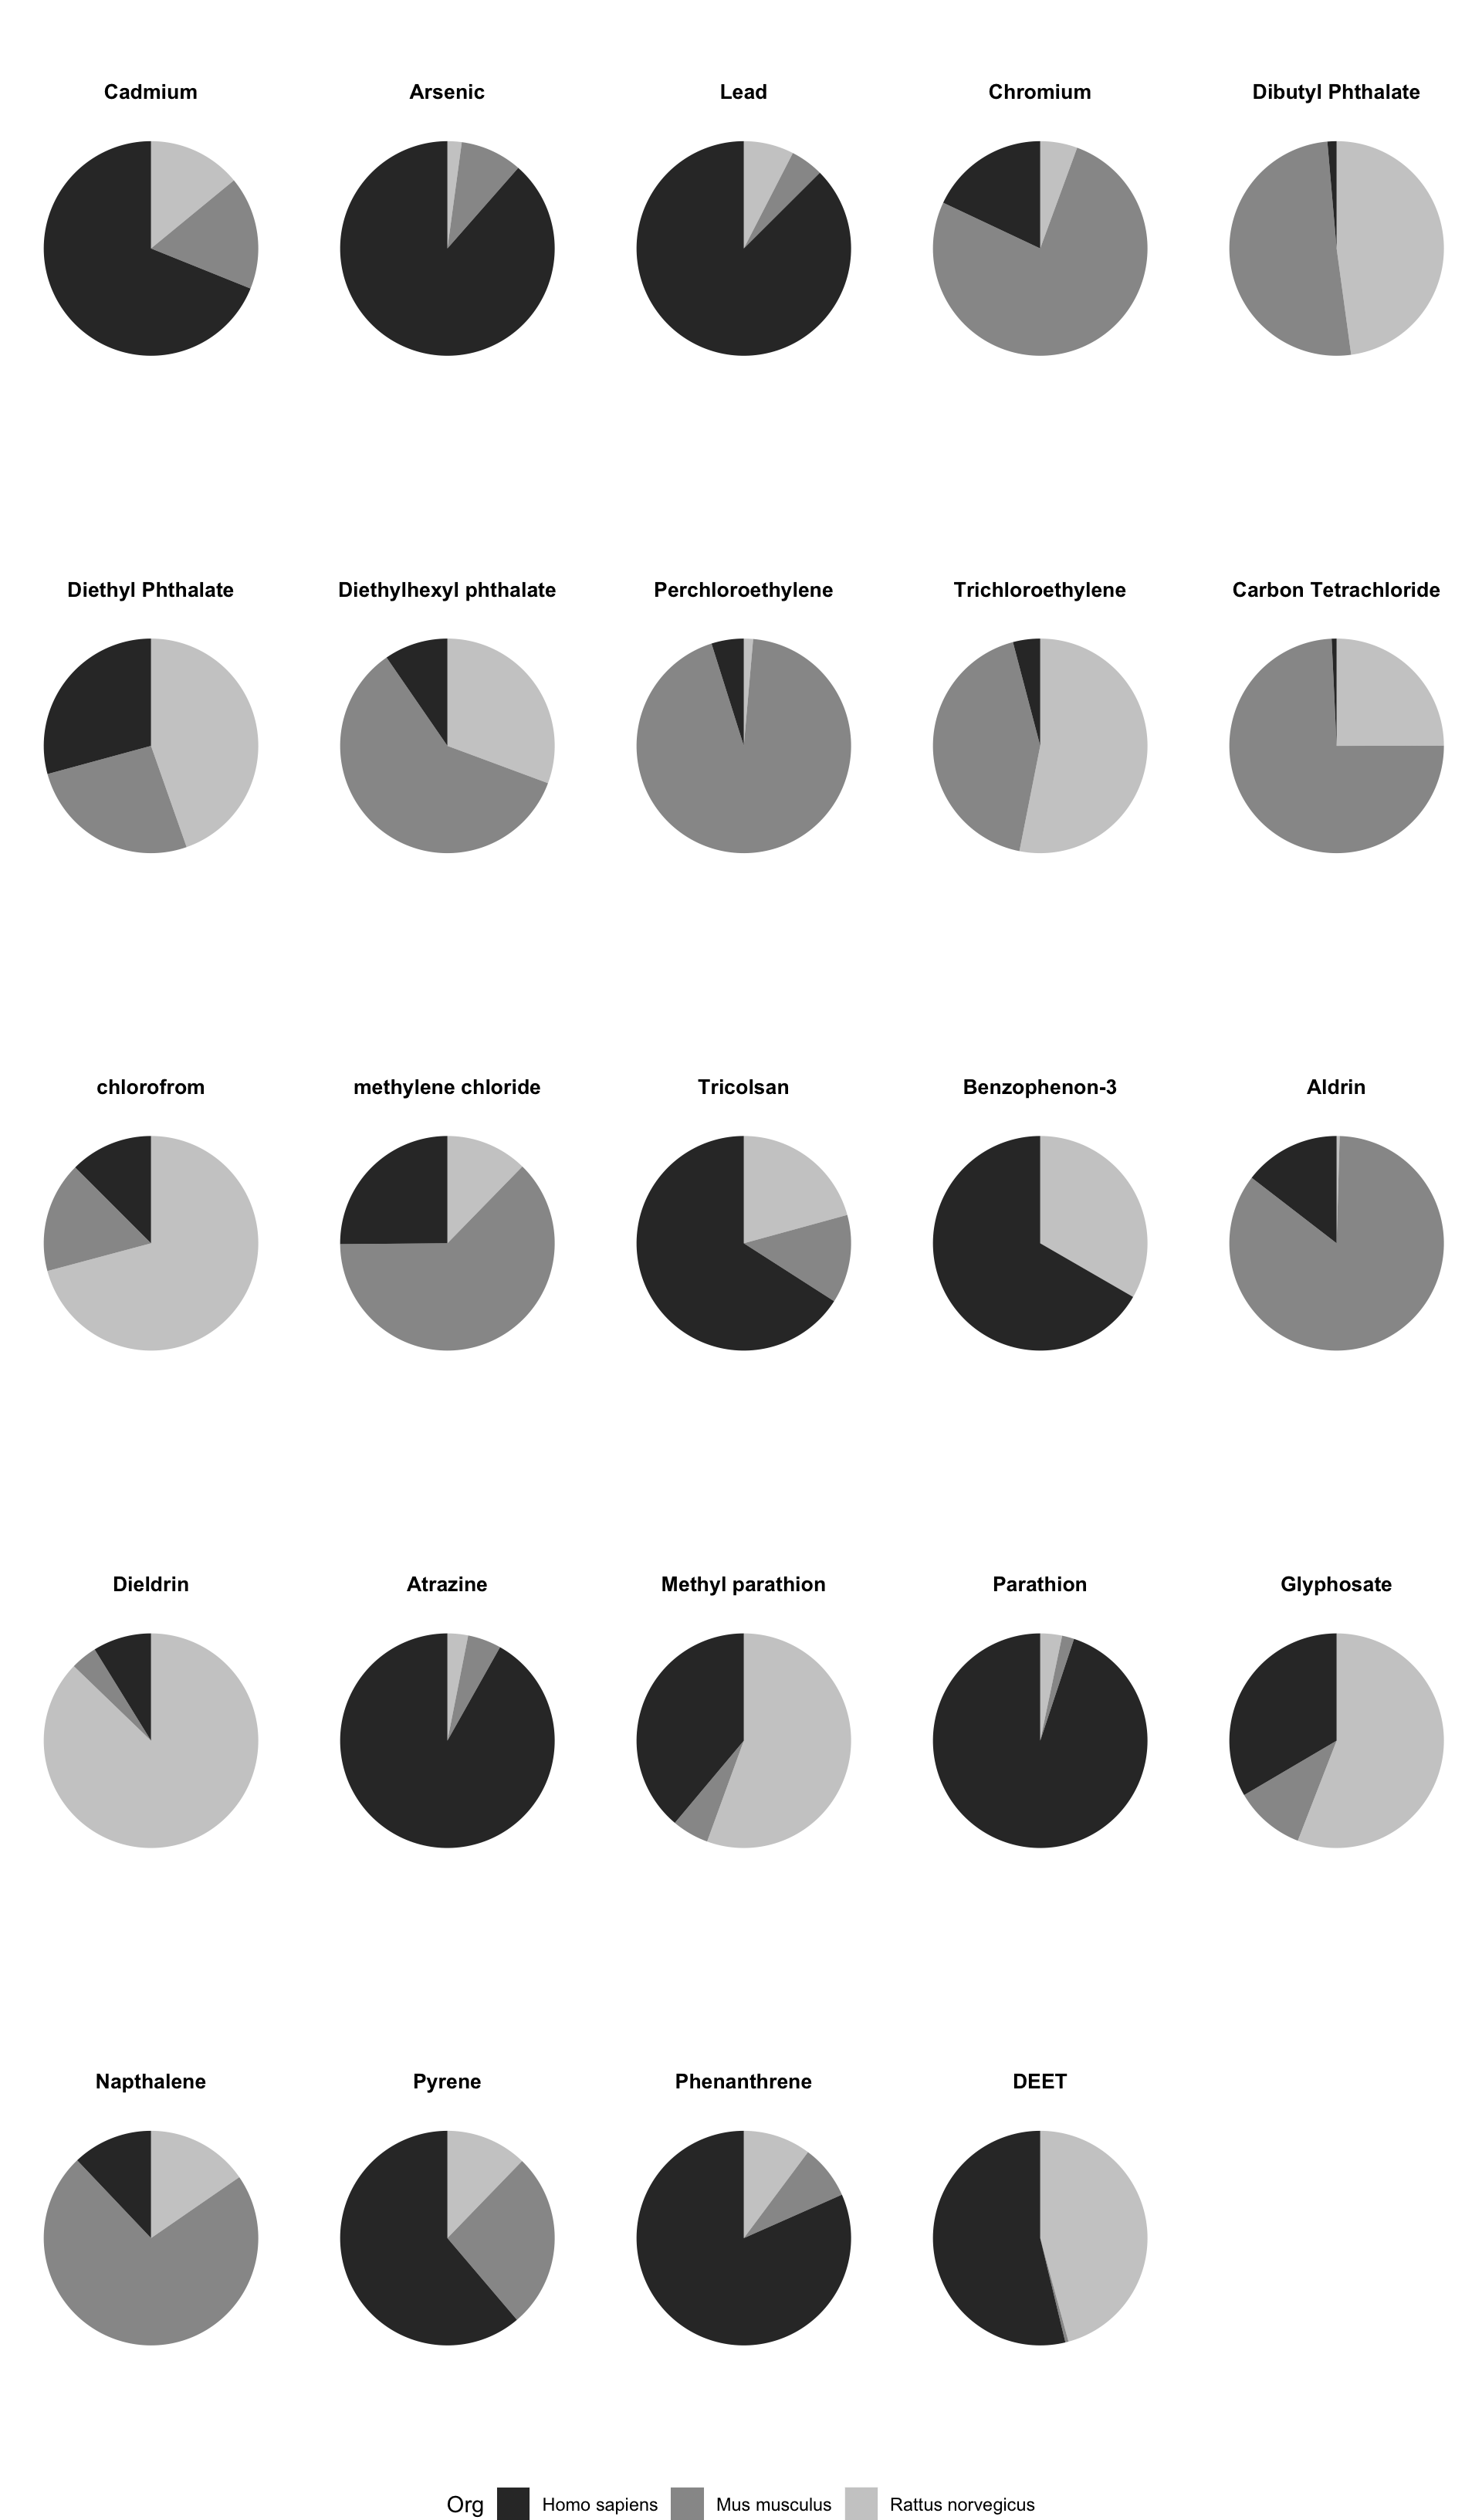 Cadmium
Arsenic
Lead
Chromium
Dibutyl Phthalate
Diethyl Phthalate
Diethylhexyl phthalate
Perchloroethylene
Trichloroethylene
Carbon Tetrachloride
chlorofrom
methylene chloride
Tricolsan
Benzophenon-3
Aldrin
Dieldrin
Atrazine
Methyl parathion
Parathion
Glyphosate
Napthalene
Pyrene
Phenanthrene
DEET
Org Homo sapiens Mus musculus Rattus norvegicus